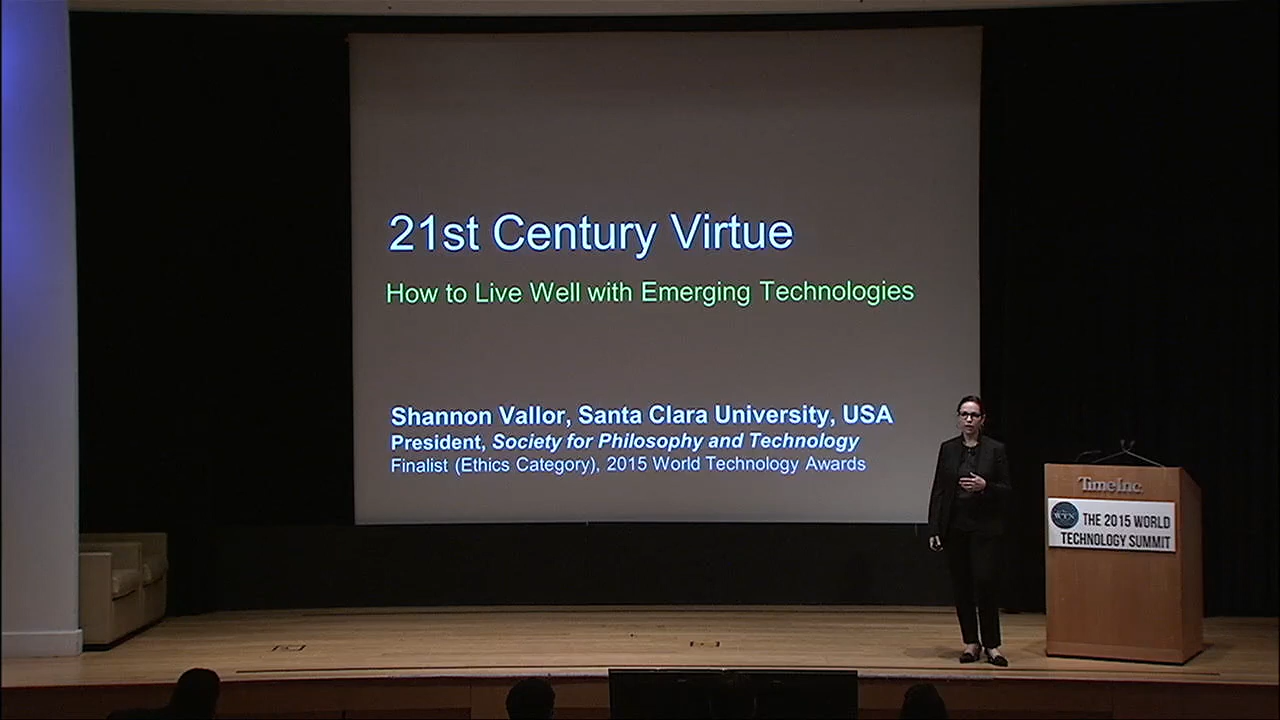 21st Century Virtue
How to Live Well with Emerging Technologies
Shannon Vallor, Santa Clara University, USA
President, Society for Philosophy and Technology
Finalist (Ethics Category), 2015 World Technology Awards
Time Inc.
WTN
THE 2015 WORLD
TECHNOLOGY SUMMIT